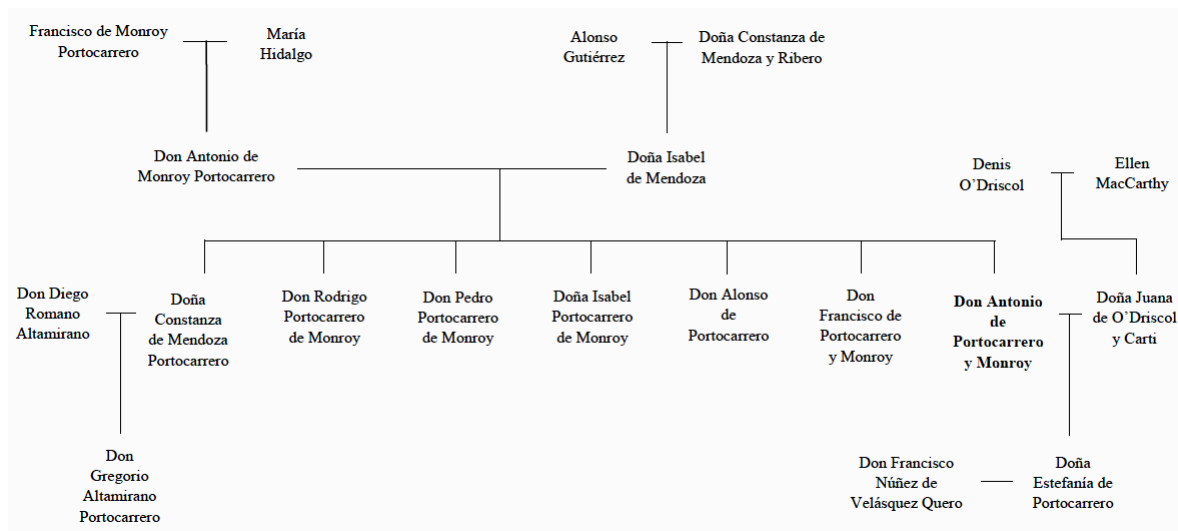 Francisco de Monroy
Portocarrero
María
Hidalgo
Alonso
Gutiérrez
Doña Constanza de
Mendoza y Ribero
Don Antonio de
Monroy Portocarrero
Doña Isabel
de Mendoza
Denis
O’Driscol
Ellen
MacCarthy
Don Diego
Romano
Altamirano
Doña
Constanza
de Mendoza
Portocarrero
Don Rodrigo
Portocarrero
de Monroy
Don Pedro
Portocarrero
de Monroy
Doña Isabel
Portocarrero
de Monroy
Don Alonso
de
Portocarrero
Don
Francisco de
Portocarrero
y Monroy
Don Antonio
de
Portocarrero
y Monroy
Doña Juana
de O’Driscol
y Carti
Don
Gregorio
Altamirano
Portocarrero
Don Francisco
Núñez de
Velásquez Quero
Doña
Estefanía de
Portocarrero